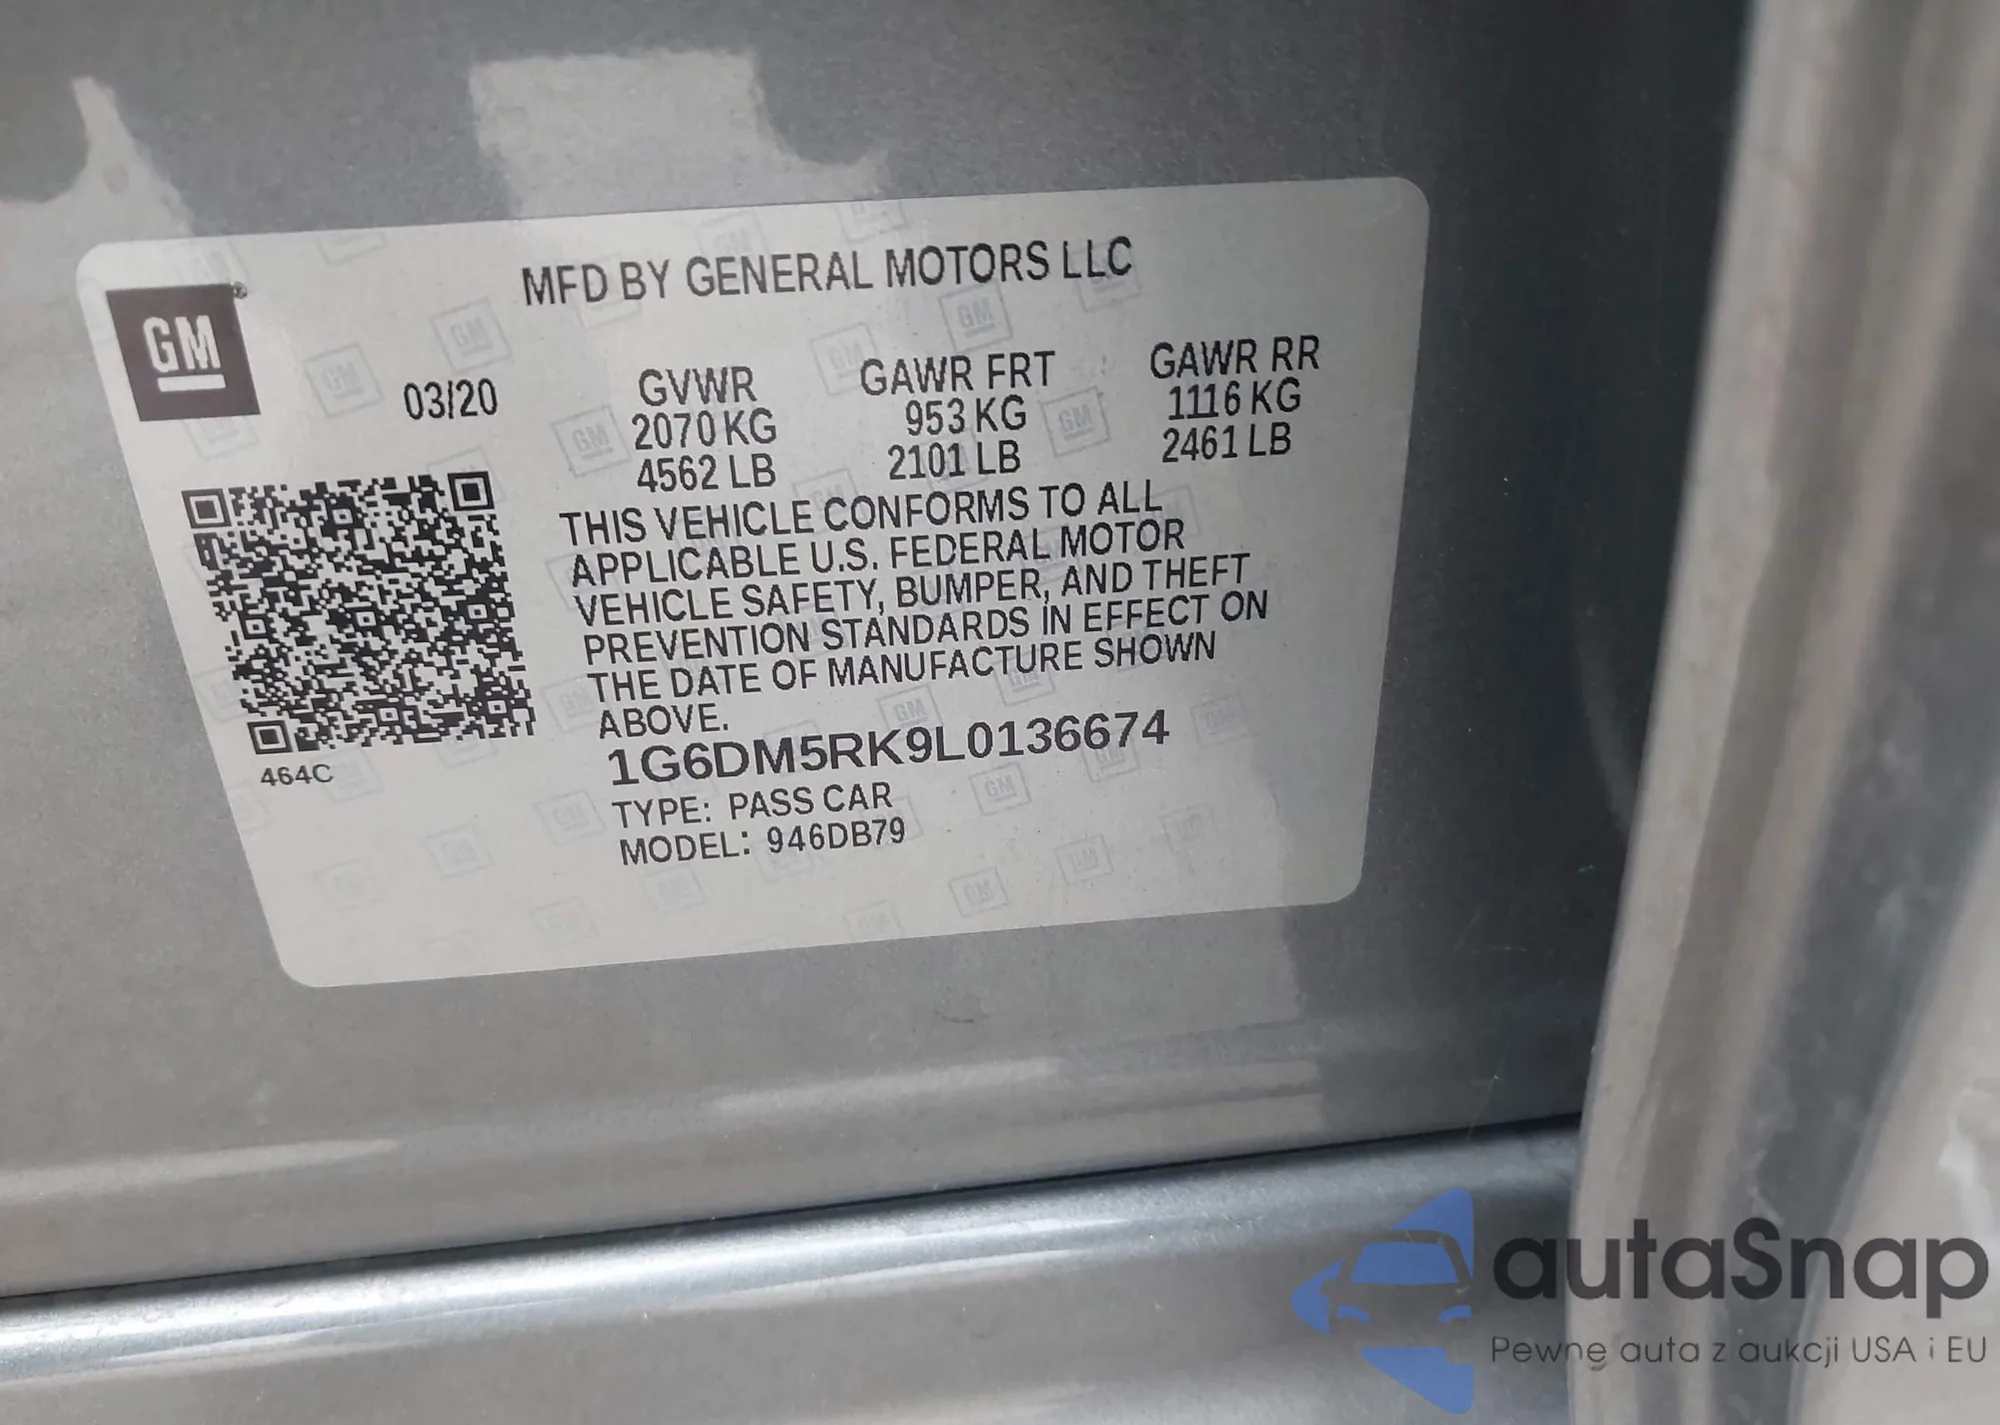 MFD BY GENERAL MOTORS LLC
GM
®
03/20
GVWR GAWR FRT GAWR RR
2070 KG 953 KG 1116 KG
4562 LB 2101 LB 2461 LB
THIS VEHICLE CONFORMS TO ALL
APPLICABLE U.S. FEDERAL MOTOR
VEHICLE SAFETY, BUMPER, AND THEFT
PREVENTION STANDARDS IN EFFECT ON
THE DATE OF MANUFACTURE SHOWN
ABOVE.
1G6DM5RK9L0136674
464C
TYPE: PASS CAR
MODEL: 946DB79
autaSnap
Pewne auta z aukcji USA i EU